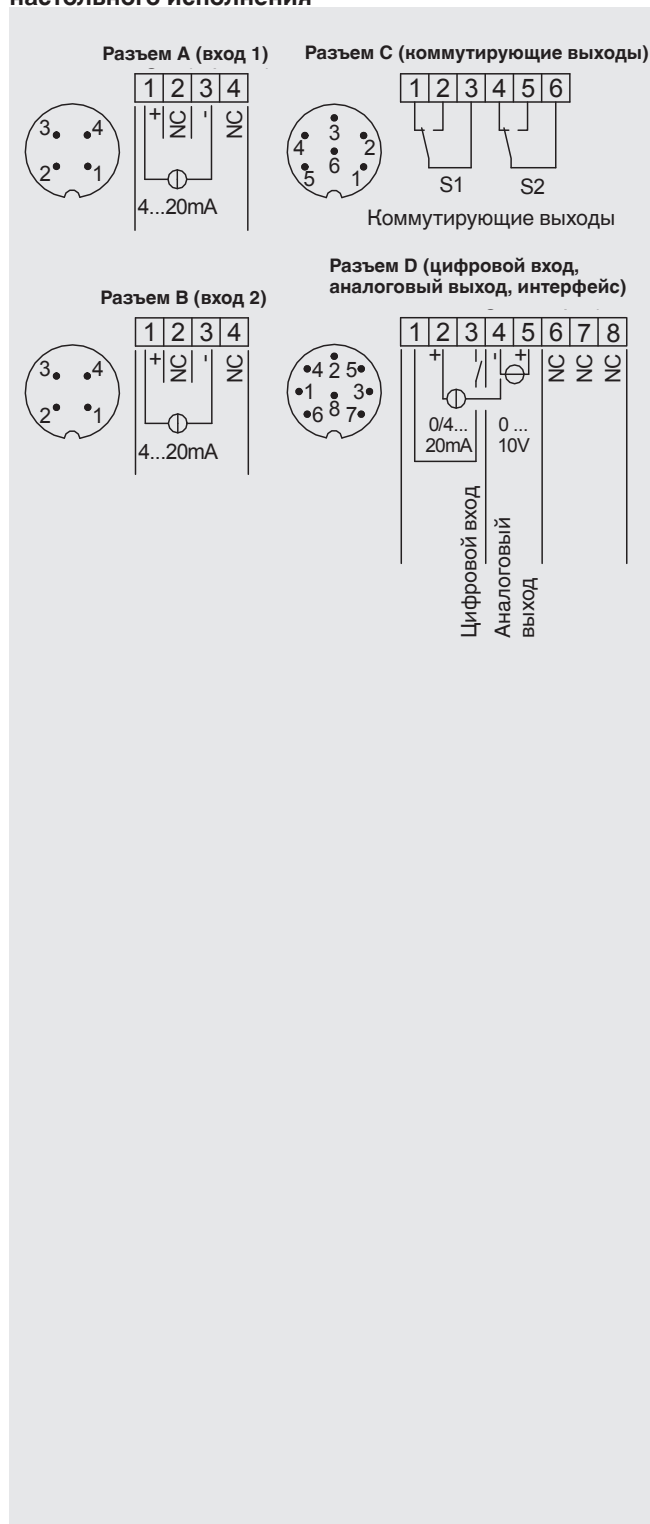 настольного исполнения
Разъем A (вход 1)
1 2 3 4
+ NC - NC
3 4
2 1
4...20mA
Разъем C (коммутирующие выходы)
1 2 3 4 5 6
3
4 2
6
5 1
S1 S2
Коммутирующие выходы
Разъем B (вход 2)
1 2 3 4
+ NC - NC
3 4
2 1
4...20mA
Разъем D (цифровой вход,
аналоговый выход, интерфейс)
1 2 3 4 5 6 7 8
+ - - + NC NC NC
4 2 5
1 3
6 8 7
0/4... 0 ...
20mA 10V
Цифровой вход
Аналоговый
выход